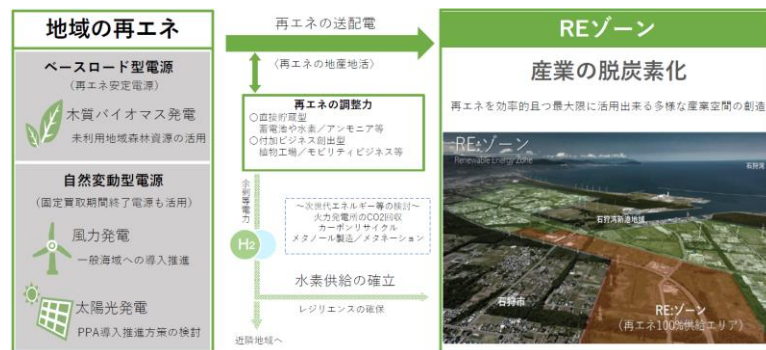 地域の再エネ
ベースロード型電源
(再エネ安定電源)
木質バイオマス発電
未利用地域森林資源の活用
自然変動型電源
(固定買取期間終了電源も活用)
風力発電
一般海域への導入推進
太陽光発電
PPA導入推進方策の検討
再エネの送配電
〈再エネの地産地活〉
再エネの調整力
○直接貯蔵型
蓄電池や水素／アンモニア等
○付加ビジネス創出型
植物工場／モビリティビジネス等
余剰等電力
～次世代エネルギー等の検討～
火力発電所のCO2回収
カーボンリサイクル
メタノール製造／メタネーション
H2
水素供給の確立
レジリエンスの確保
近隣地域へ
REゾーン
産業の脱炭素化
再エネを効率的且つ最大限に活用出来る多様な産業空間の創造
RE:ゾーン
Renewable Energy Zone
石狩湾
石狩湾新港地域
石狩市
RE:ゾーン
(再エネ100%供給エリア)